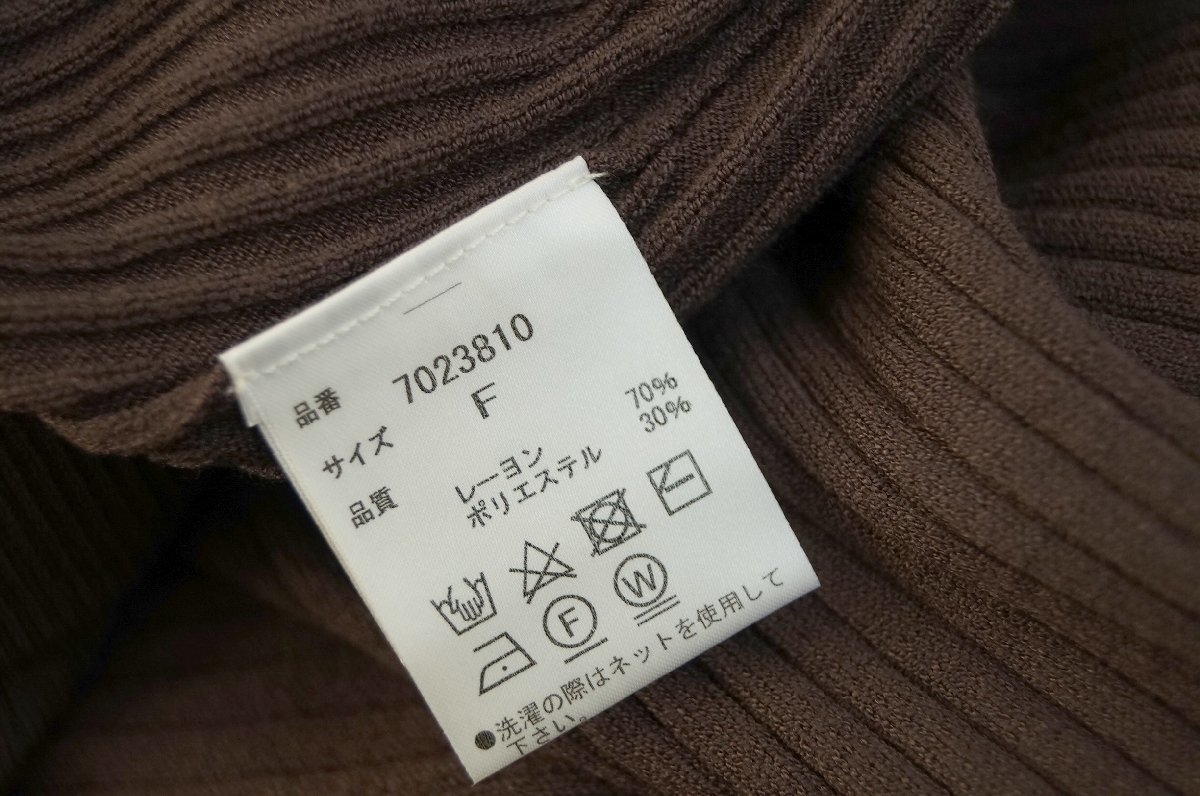 品番 7023810
サイズ F
品質 レーヨン 70%
ポリエステル 30%
F W
●洗濯の際はネットを使用して
下さい。